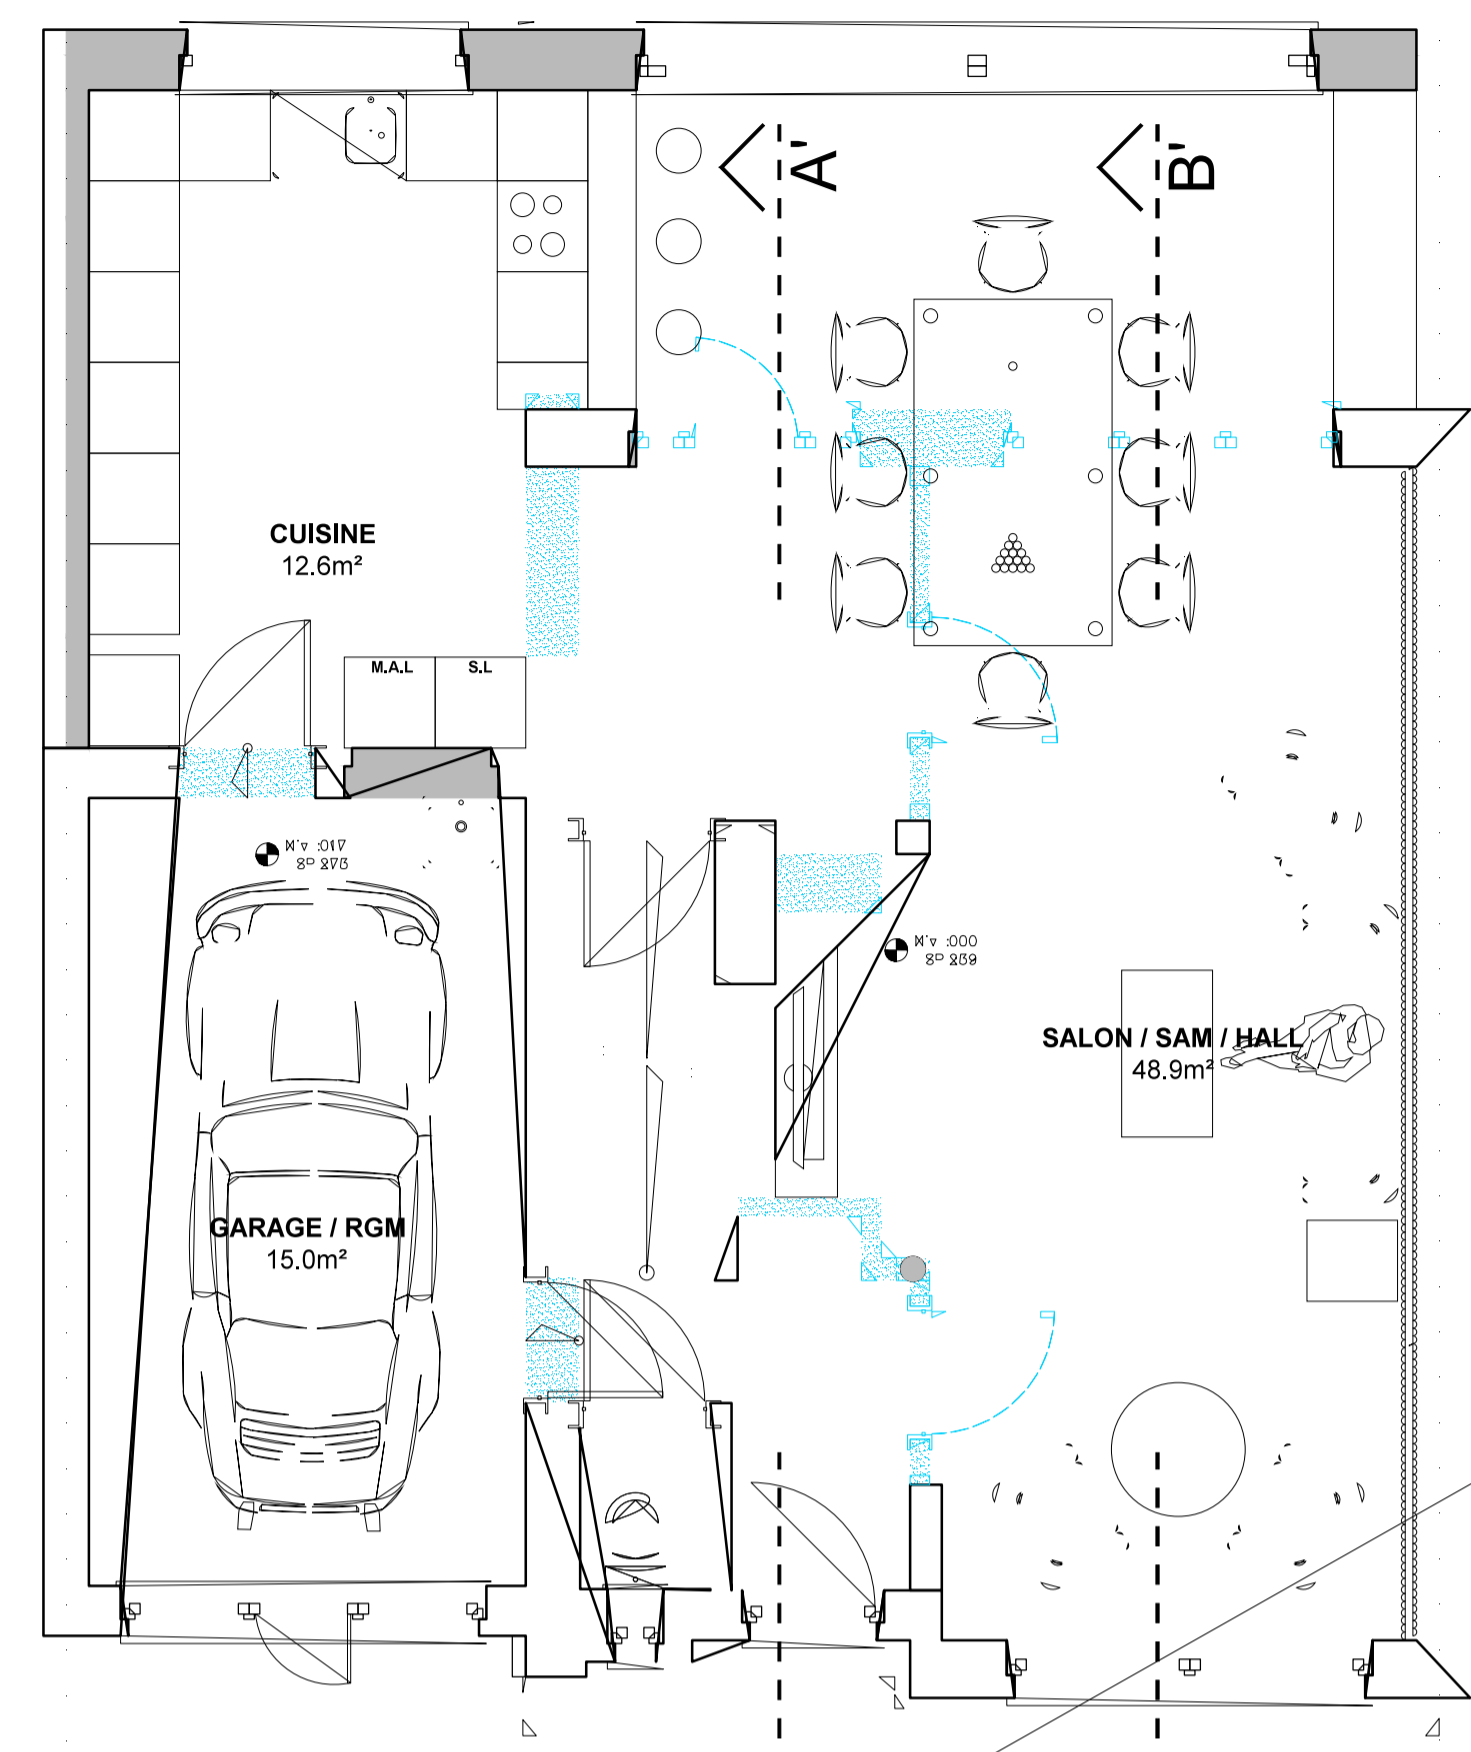 A'
B'
CUISINE
12.6m²
M.A.L
S.L
SALON / SAM / HALL
48.9m²
GARAGE / RGM
15.0m²